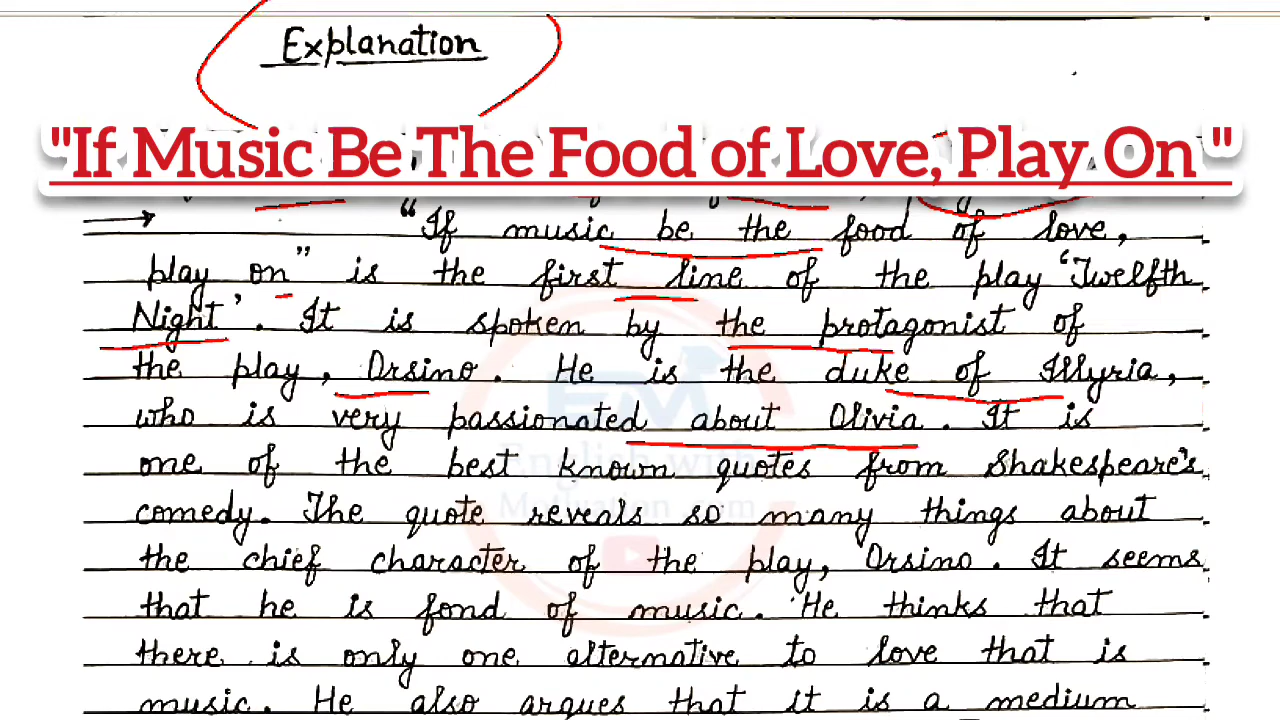 Explanation
"If Music Be The Food of Love, Play On "
"If music be the food of love,
play on" is the first line of the play 'Twelfth
Night'. It is spoken by the protagonist of
the play, Orsino. He is the duke of Illyria,
who is very passionated about Olivia. It is
one of the best known quotes from Shakespeare's
comedy. The quote reveals so many things about
the chief character of the play, Orsino. It seems
that he is fond of music. He thinks that
there is only one alternative to love that is
music. He also argues that it is a medium
EM
English with
Motivation .com